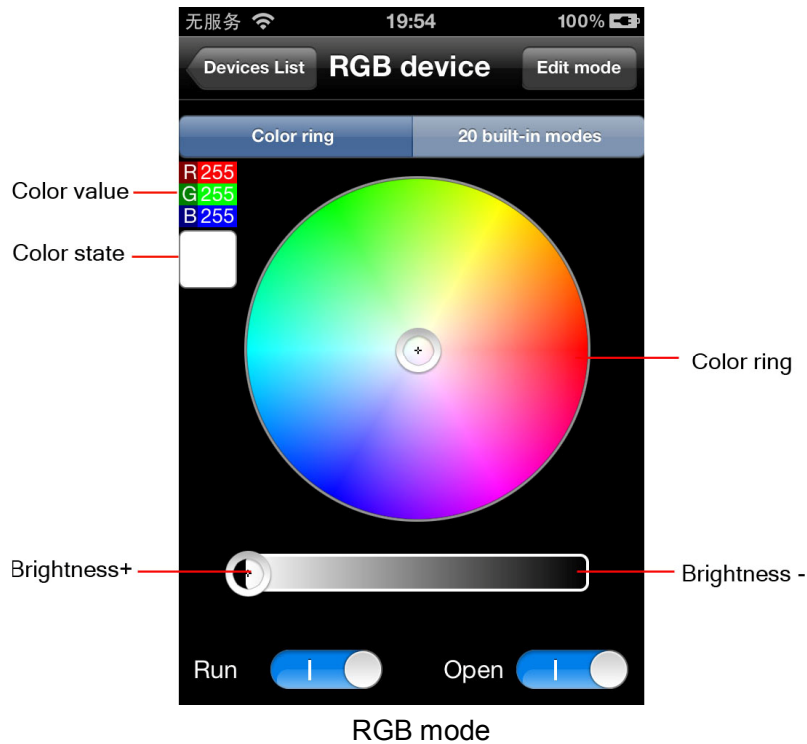 无服务 19:54 100%
Devices List RGB device Edit mode
Color ring 20 built-in modes
R 255
Color value
G 255
B 255
Color state
Color ring
Brightness+
Brightness -
Run Open
RGB mode